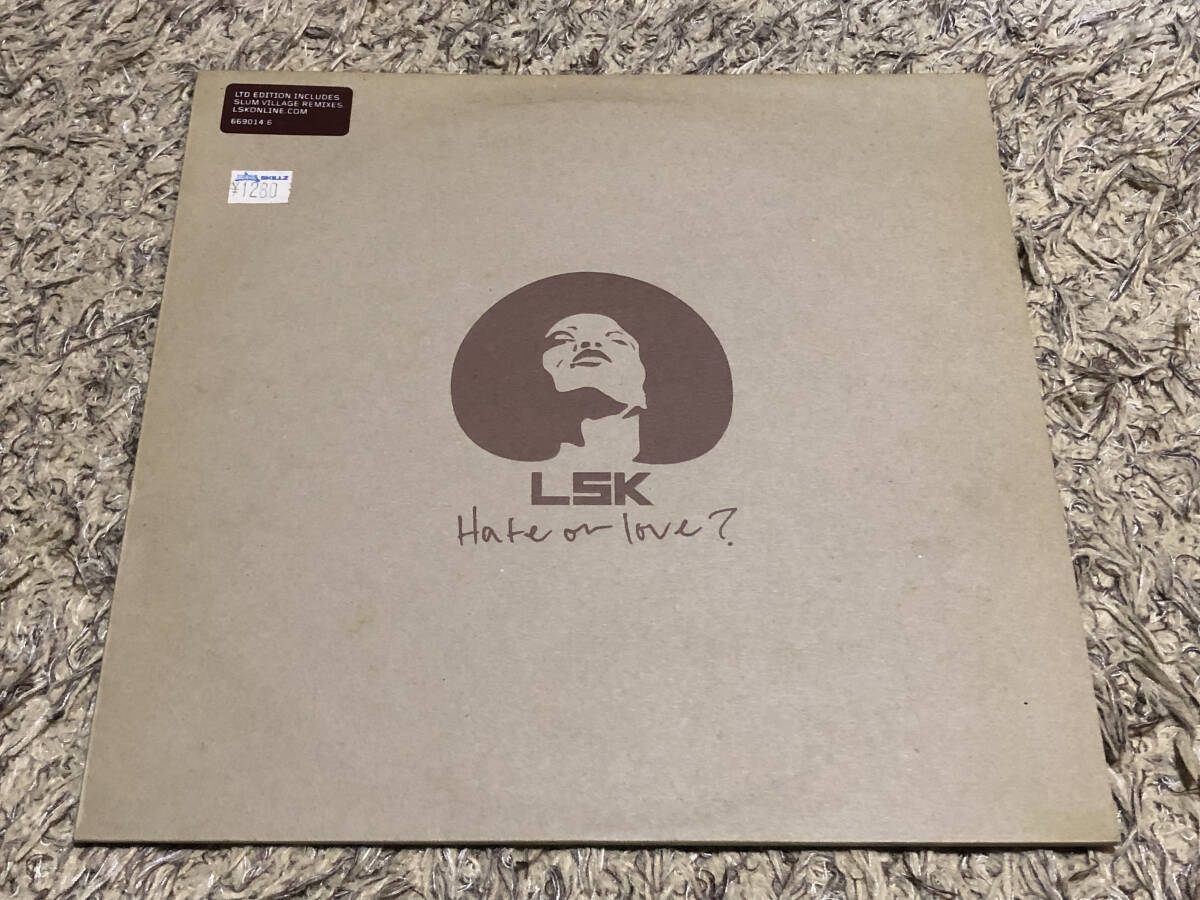 LTD EDITION INCLUDES
SLUM VILLAGE REMIXES.
LSKONLINE.COM
669014 6
SKILLZ
¥1280
LSK
Hate or love?